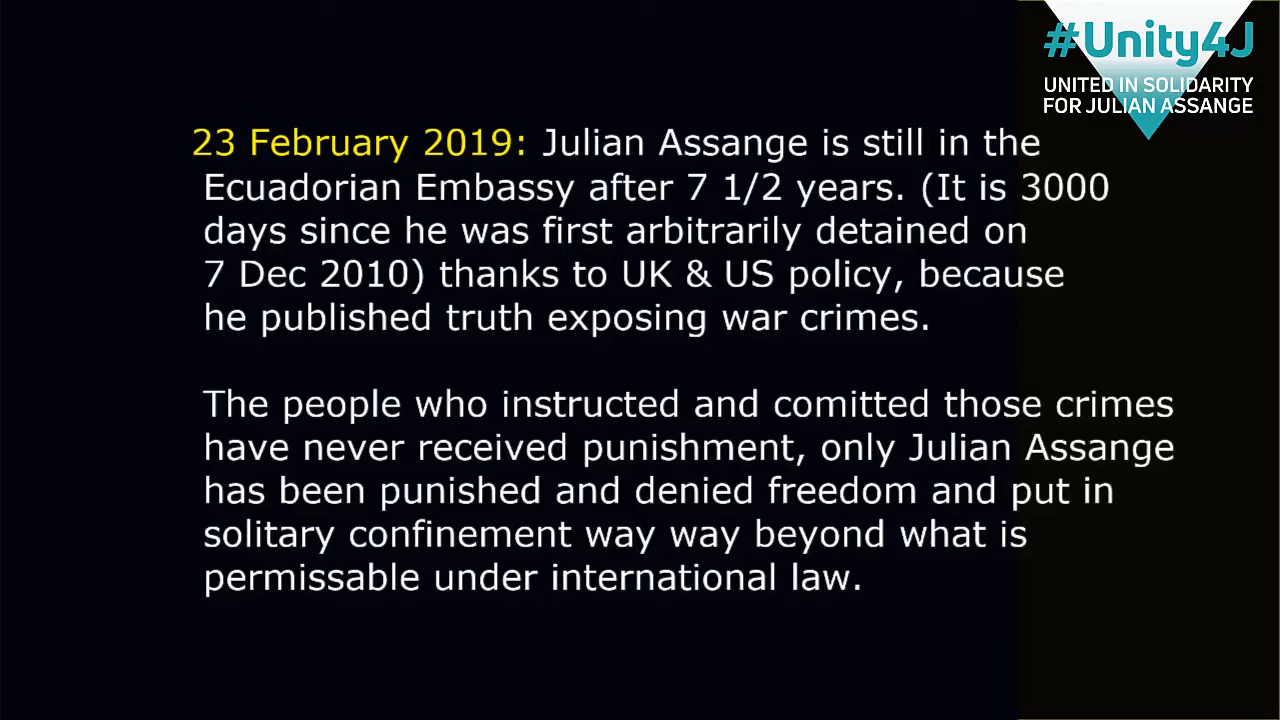 #Unity4J
UNITED IN SOLIDARITY
FOR JULIAN ASSANGE
23 February 2019: Julian Assange is still in the
Ecuadorian Embassy after 7 1/2 years. (It is 3000
days since he was first arbitrarily detained on
7 Dec 2010) thanks to UK & US policy, because
he published truth exposing war crimes.
The people who instructed and comitted those crimes
have never received punishment, only Julian Assange
has been punished and denied freedom and put in
solitary confinement way way beyond what is
permissable under international law.